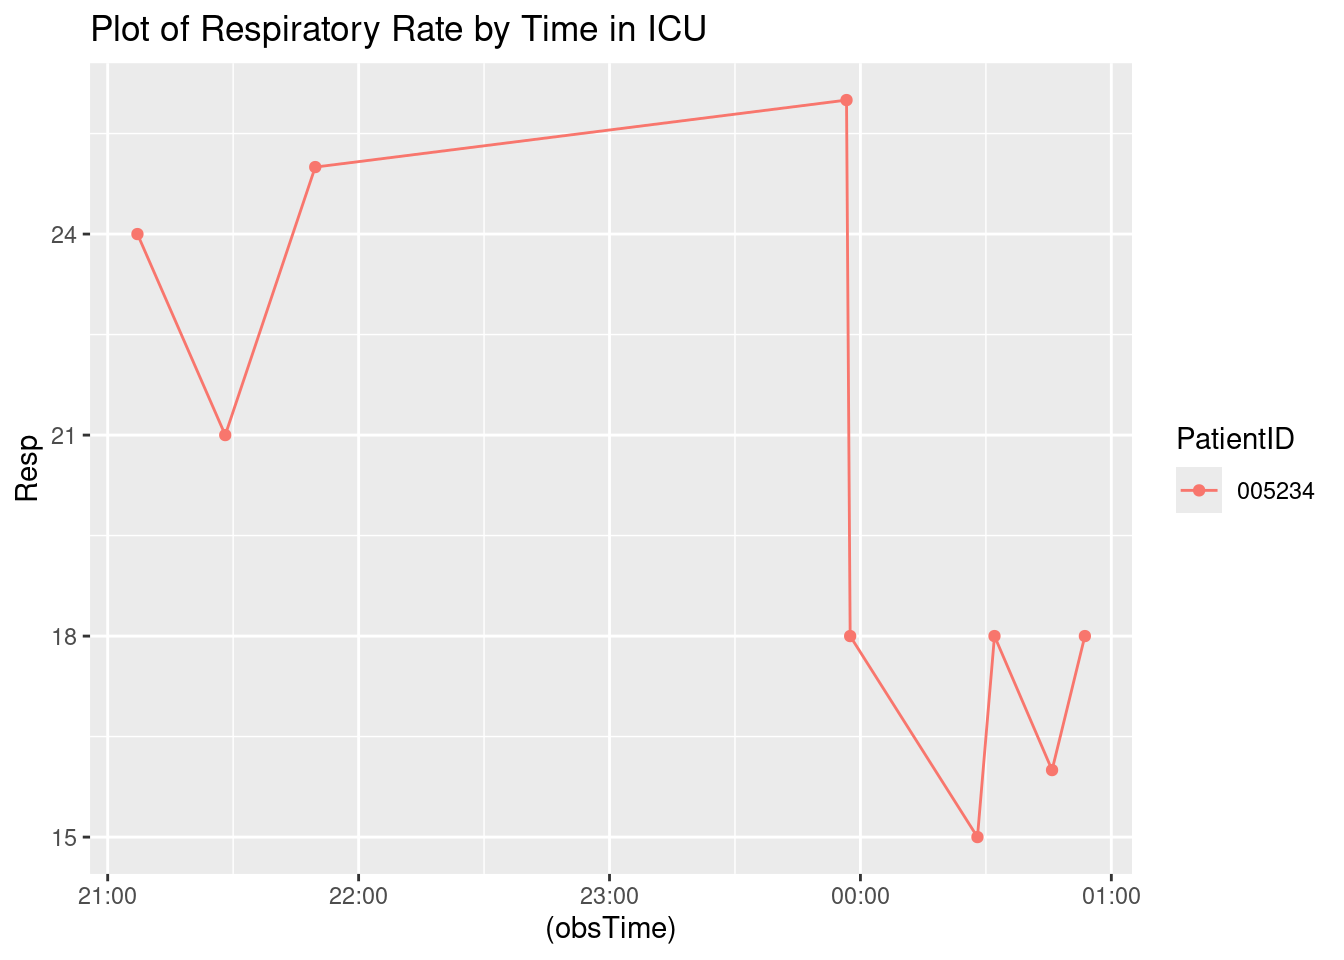 Plot of Respiratory Rate by Time in ICU
24
21
18
15
Resp
21:00 22:00 23:00 00:00 01:00
(obsTime)
PatientID
005234